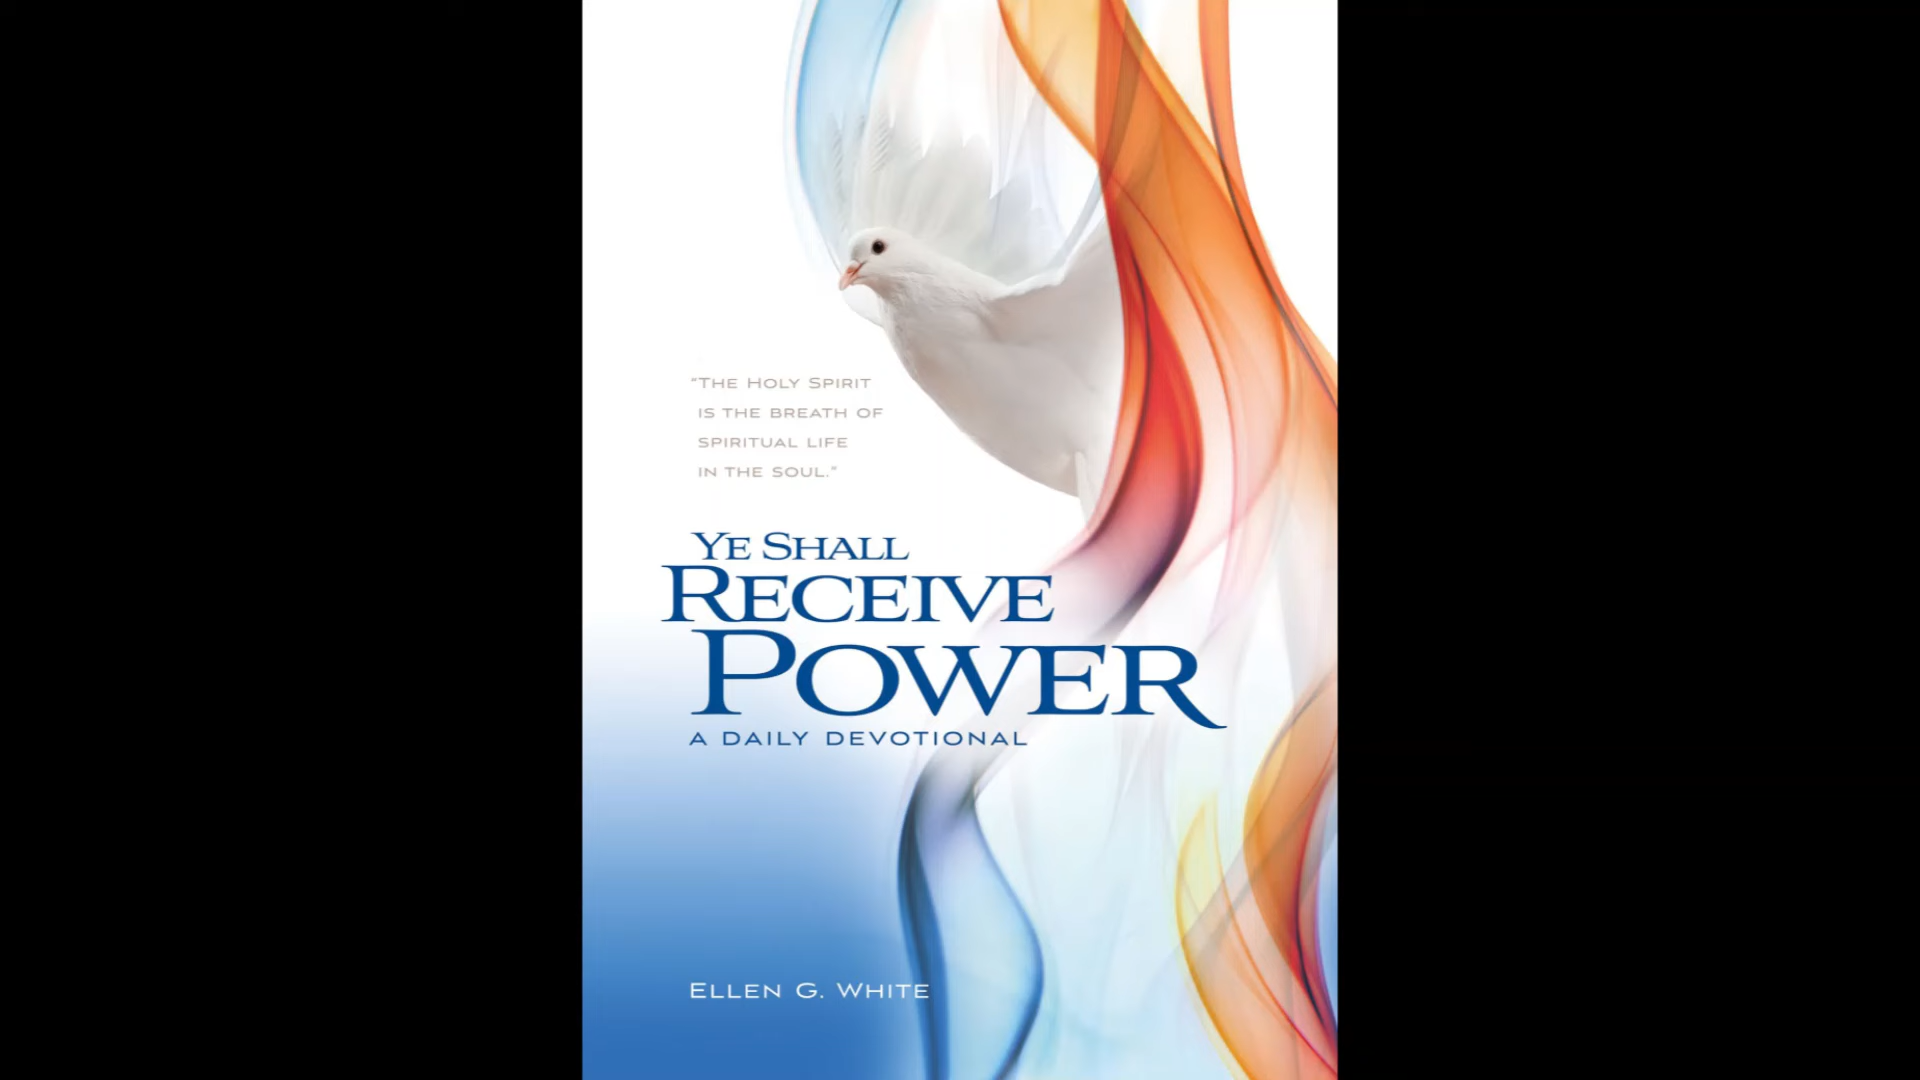 “The Holy Spirit
is the breath of
spiritual life
in the soul.”
Ye Shall
Receive
Power
A Daily Devotional
Ellen G. White